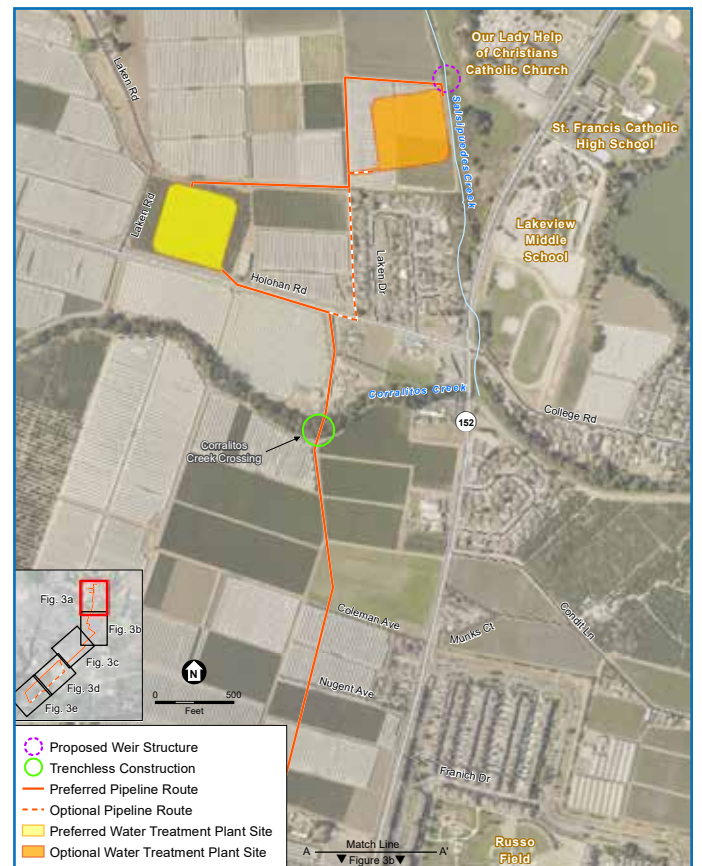 Our Lady Help
of Christians
Catholic Church
Laken Rd
Salsipuedes Creek
St. Francis Catholic
High School
Laken Rd
Lakeview
Middle
School
Laken Dr
Holohan Rd
Corralitos Creek
College Rd
152
Corralitos
Creek Crossing
Coleman Ave
Condit Ln
Munks Ct
Nugent Ave
Franich Dr
Russo
Field
Fig. 3a
Fig. 3b
Fig. 3c
Fig. 3d
Fig. 3e
N
0 500
Feet
Proposed Weir Structure
Trenchless Construction
Preferred Pipeline Route
Optional Pipeline Route
Preferred Water Treatment Plant Site
Optional Water Treatment Plant Site
A Match Line A'
Figure 3b